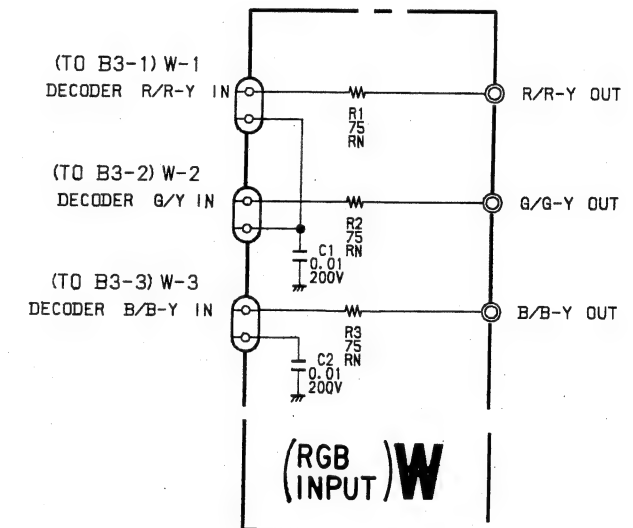 (TO B3-1) W-1
DECODER R/R-Y IN
R/R-Y OUT
R1
75
RN
(TO B3-2) W-2
DECODER G/Y IN
G/G-Y OUT
R2
75
RN
C1
0.01
200V
(TO B3-3) W-3
DECODER B/B-Y IN
B/B-Y OUT
R3
75
RN
C2
0.01
200V
(RGB INPUT) W